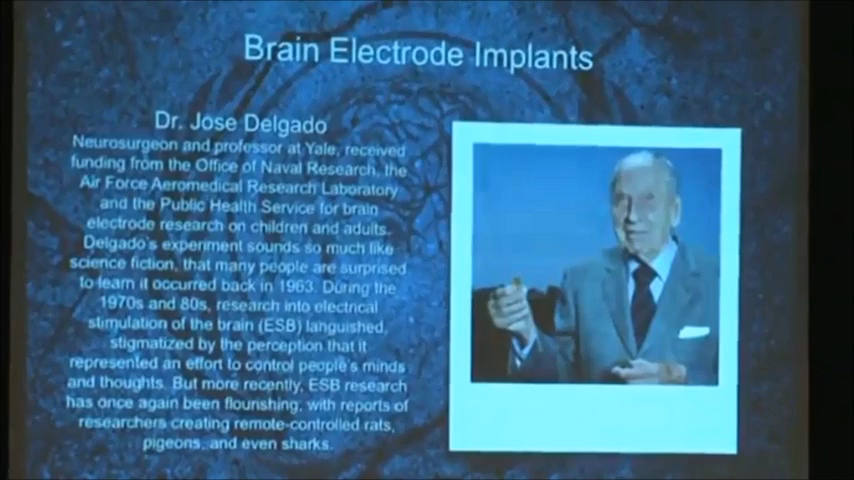 Brain Electrode Implants
Dr. Jose Delgado
Neurosurgeon and professor at Yale, received
funding from the Office of Naval Research, the
Air Force Aeromedical Research Laboratory
and the Public Health Service for brain
electrode research on children and adults.
Delgado's experiment sounds so much like
science fiction, that many people are surprised
to learn it occurred back in 1963. During the
1970s and 80s, research into electrical
stimulation of the brain (ESB) languished,
stigmatized by the perception that it
represented an effort to control people's minds
and thoughts. But more recently, ESB research
has once again been flourishing, with reports of
researchers creating remote-controlled rats,
pigeons, and even sharks.